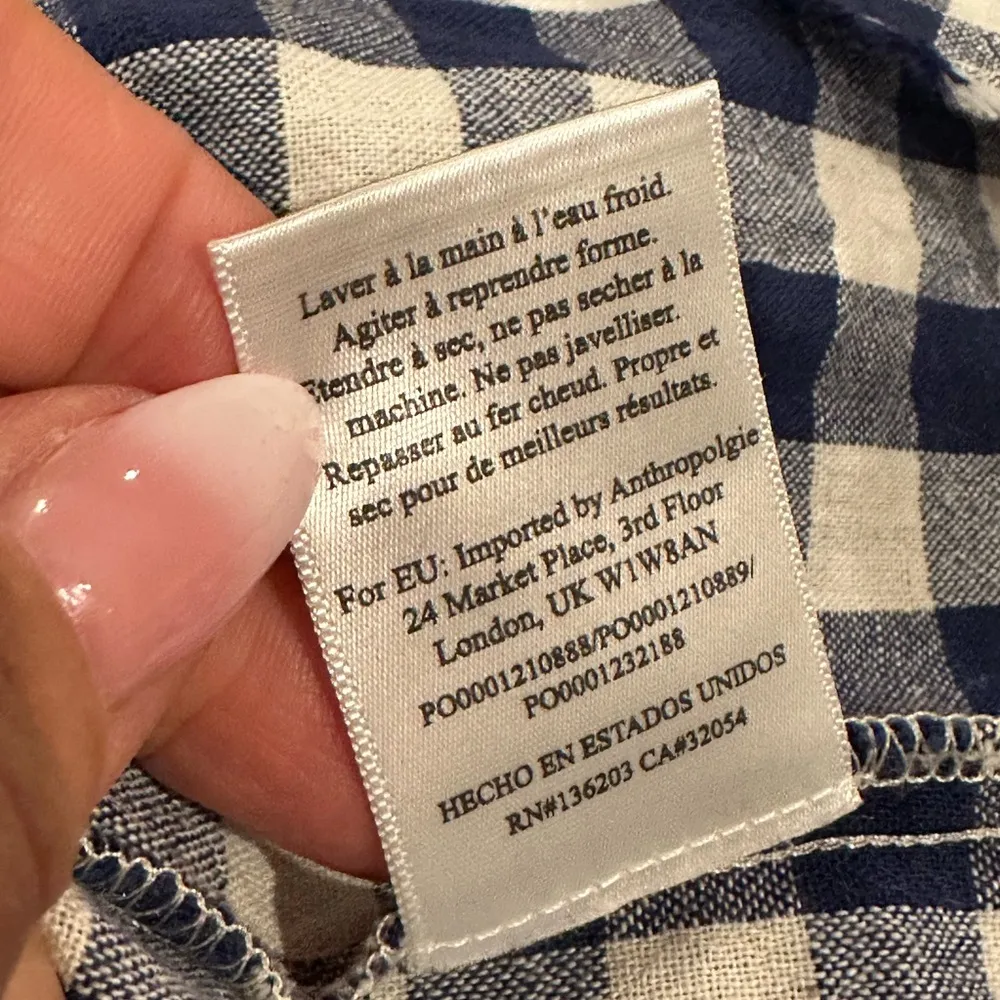 Laver à la main à l'eau froid.
Agiter à reprendre forme.
Etendre à sec, ne pas secher à la
machine. Ne pas javelliser.
Repasser au fer cheud. Propre et
sec pour de meilleurs résultats.
For EU: Imported by Anthropolgie
24 Market Place, 3rd Floor
London, UK W1W8AN
PO0001210888/PO0001210889/
PO0001232188
HECHO EN ESTADOS UNIDOS
RN#136203 CA#32054